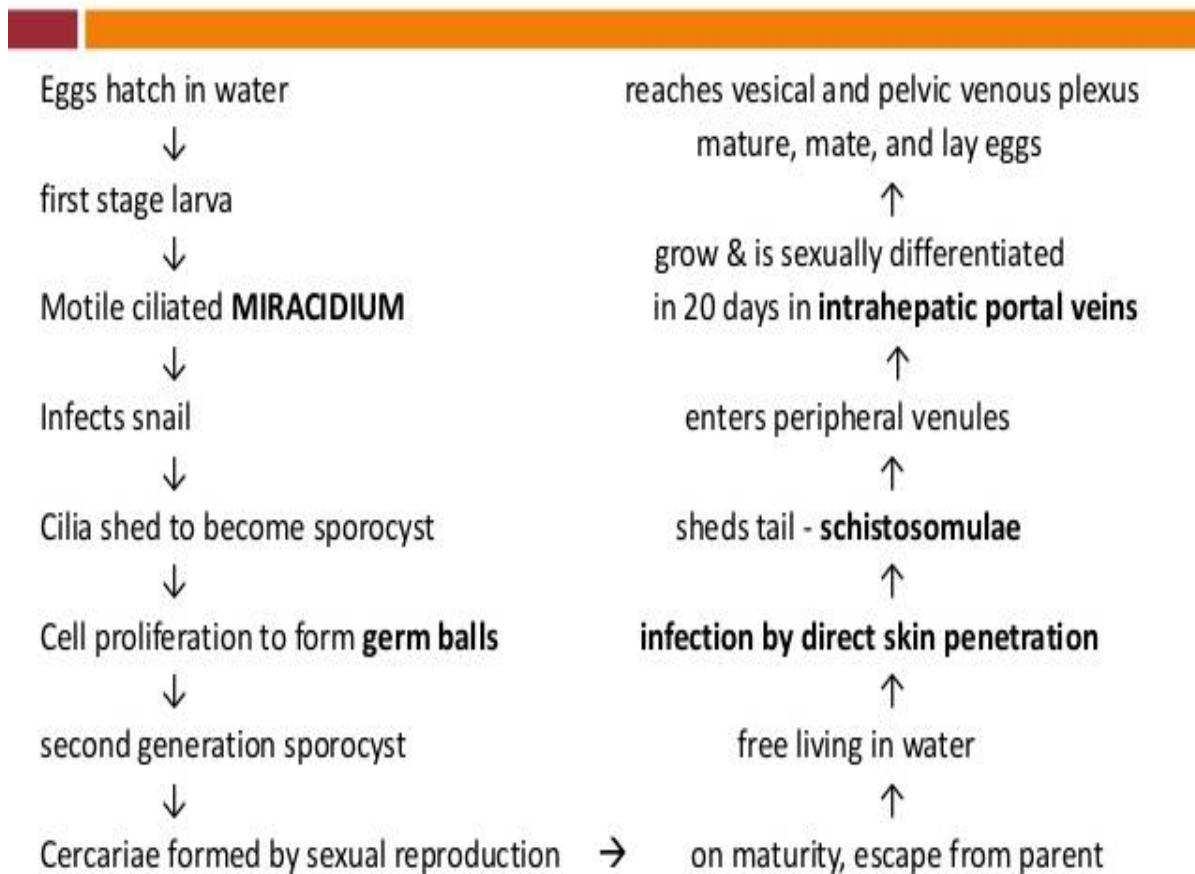 Eggs hatch in water
↓
first stage larva
↓
Motile ciliated MIRACIDIUM
↓
Infects snail
↓
Cilia shed to become sporocyst
↓
Cell proliferation to form germ balls
↓
second generation sporocyst
↓
Cercariae formed by sexual reproduction → on maturity, escape from parent
↑
free living in water
↑
infection by direct skin penetration
↑
sheds tail - schistosomulae
↑
enters peripheral venules
↑
grow & is sexually differentiated
in 20 days in intrahepatic portal veins
↑
reaches vesical and pelvic venous plexus
mature, mate, and lay eggs